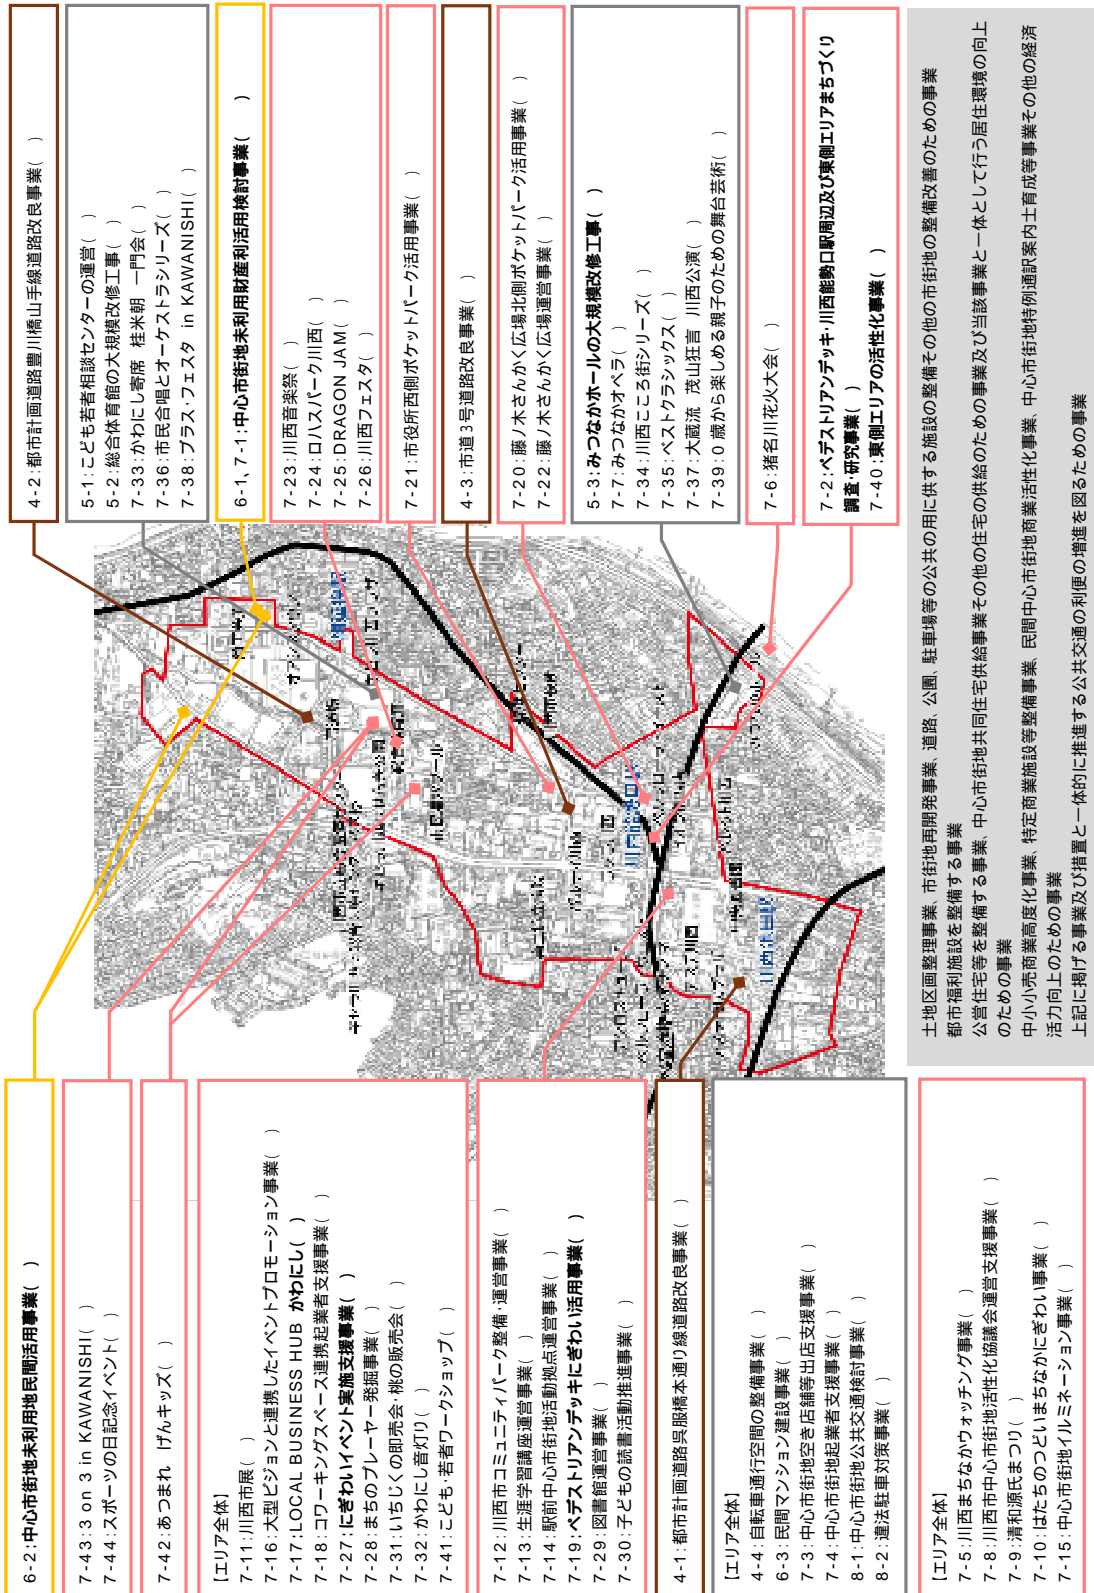 6-2:中心市街地未利用地民間活用事業(　)
7-43:3 on 3 in KAWANISHI(　)
7-44:スポーツの日記念イベント(　)
7-42:あつまれ げんキッズ(　)
【エリア全体】
7-11:川西市展(　)
7-16:大型ビジョンと連携したイベントプロモーション事業(　)
7-17:LOCAL BUSINESS HUB かわにし(　)
7-18:コワーキングスペース連携起業者支援事業(　)
7-27:にぎわいイベント実施支援事業(　)
7-28:まちのプレーヤー発掘事業(　)
7-31:いちじくの即売会・桃の販売会(　)
7-32:かわにし音灯り(　)
7-41:こども・若者ワークショップ(　)
7-12:川西市コミュニティパーク整備・運営事業(　)
7-13:生涯学習講座運営事業(　)
7-14:駅前中心市街地活動拠点運営事業(　)
7-19:ペデストリアンデッキにぎわい活用事業(　)
7-29:図書館運営事業(　)
7-30:子どもの読書活動推進事業(　)
4-1:都市計画道路呉服橋本通り線道路改良事業(　)
【エリア全体】
4-4:自転車通行空間の整備事業(　)
6-3:民間マンション建設事業(　)
7-3:中心市街地空き店舗等出店支援事業(　)
7-4:中心市街地起業者支援事業(　)
8-1:中心市街地公共交通検討事業(　)
8-2:違法駐車対策事業(　)
【エリア全体】
7-5:川西まちなかウォッチング事業(　)
7-8:川西市中心市街地活性化協議会運営支援事業(　)
7-9:清和源氏まつり(　)
7-10:はたちのつどいまちなかにぎわい事業(　)
7-15:中心市街地イルミネーション事業(　)
川西能勢口駅
川西池田駅
4-2:都市計画道路豊川橋山手線道路改良事業(　)
5-1:こども若者相談センターの運営(　)
5-2:総合体育館の大規模改修工事(　)
7-33:かわにし寄席 桂米朝 一門会(　)
7-36:市民合唱とオーケストラシリーズ(　)
7-38:ブラス・フェスタ in KAWANISHI(　)
6-1, 7-1:中心市街地未利用財産利活用検討事業(　)
7-23:川西音楽祭(　)
7-24:ロハスパーク川西(　)
7-25:DRAGON JAM(　)
7-26:川西フェスタ(　)
7-21:市役所西側ポケットパーク活用事業(　)
4-3:市道3号道路改良事業(　)
7-20:藤ノ木さんかく広場北側ポケットパーク活用事業(　)
7-22:藤ノ木さんかく広場運営事業(　)
5-3:みつなかホールの大規模改修工事(　)
7-7:みつなかオペラ(　)
7-34:川西こころ街シリーズ(　)
7-35:ベストクラシックス(　)
7-37:大蔵流 茂山狂言 川西公演(　)
7-39:0歳から楽しめる親子のための舞台芸術(　)
7-6:猪名川花火大会(　)
7-2:ペデストリアンデッキ・川西能勢口駅周辺及び東側エリアまちづくり
調査・研究事業(　)
7-40:東側エリアの活性化事業(　)
土地区画整理事業、市街地再開発事業、道路、公園、駐車場等の公共の用に供する施設の整備その他の市街地の整備改善のための事業
都市福利施設を整備する事業
公営住宅等を整備する事業、中心市街地共同住宅供給事業その他の住宅の供給のための事業及び当該事業と一体として行う居住環境の向上
のための事業
中小小売商業高度化事業、特定商業施設等整備事業、民間中心市街地商業活性化事業、中心市街地特例通訳案内士育成等事業その他の経済
活力向上のための事業
上記に掲げる事業及び措置と一体的に推進する公共交通の利便の増進を図るための事業